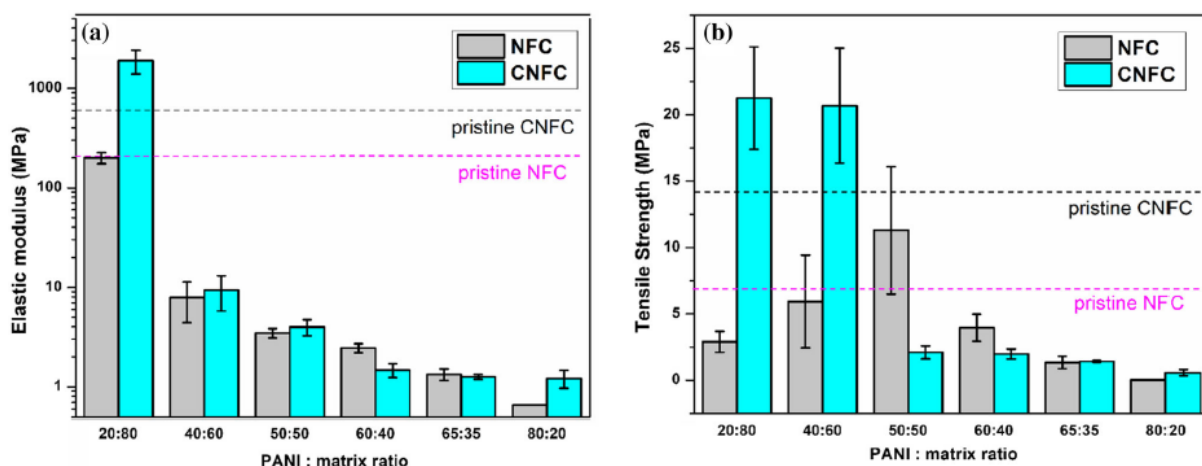 (a)
NFC
CNFC
1000
100
10
1
pristine CNFC
pristine NFC
Elastic modulus (MPa)
20:80 40:60 50:50 60:40 65:35 80:20
PANI : matrix ratio
(b)
NFC
CNFC
25
20
15
10
5
0
pristine CNFC
pristine NFC
Tensile Strength (MPa)
20:80 40:60 50:50 60:40 65:35 80:20
PANI : matrix ratio